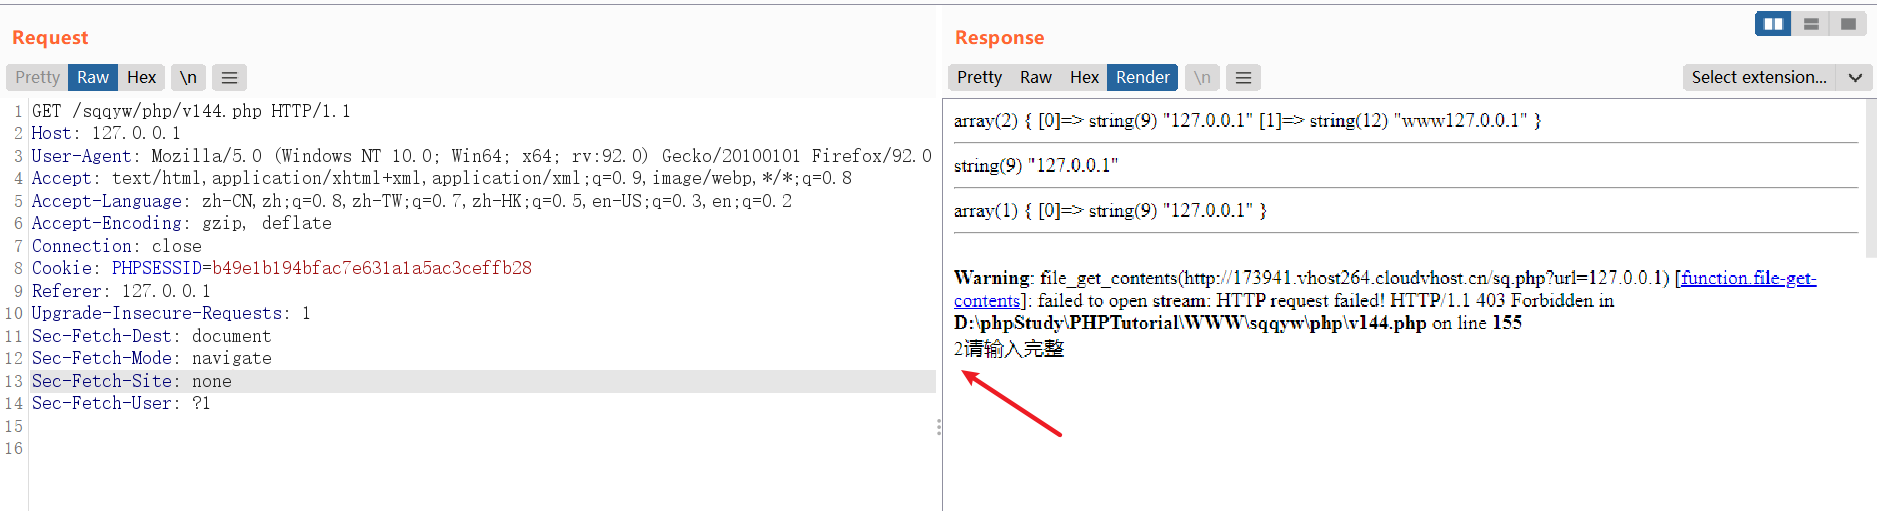 Request
Pretty Raw Hex \n
1 GET /sqqyw/php/v144.php HTTP/1.1
2 Host: 127.0.0.1
3 User-Agent: Mozilla/5.0 (Windows NT 10.0; Win64; x64; rv:92.0) Gecko/20100101 Firefox/92.0
4 Accept: text/html,application/xhtml+xml,application/xml;q=0.9,image/webp,*/*;q=0.8
5 Accept-Language: zh-CN,zh;q=0.8,zh-TW;q=0.7,zh-HK;q=0.5,en-US;q=0.3,en;q=0.2
6 Accept-Encoding: gzip, deflate
7 Connection: close
8 Cookie: PHPSESSID=b49e1b194bfac7e631a1a5ac3ceffb28
9 Referer: 127.0.0.1
10 Upgrade-Insecure-Requests: 1
11 Sec-Fetch-Dest: document
12 Sec-Fetch-Mode: navigate
13 Sec-Fetch-Site: none
14 Sec-Fetch-User: ?1
15
16
Response
Pretty Raw Hex Render \n Select extension...
array(2) { [0]=> string(9) "127.0.0.1" [1]=> string(12) "www127.0.0.1" }
string(9) "127.0.0.1"
array(1) { [0]=> string(9) "127.0.0.1" }
Warning: file_get_contents(http://173941.vhost264.cloudvhost.cn/sq.php?url=127.0.0.1) [function.file-get-
contents]: failed to open stream: HTTP request failed! HTTP/1.1 403 Forbidden in
D:\phpStudy\PHPTutorial\WWW\sqqyw\php\v144.php on line 155
2请输入完整